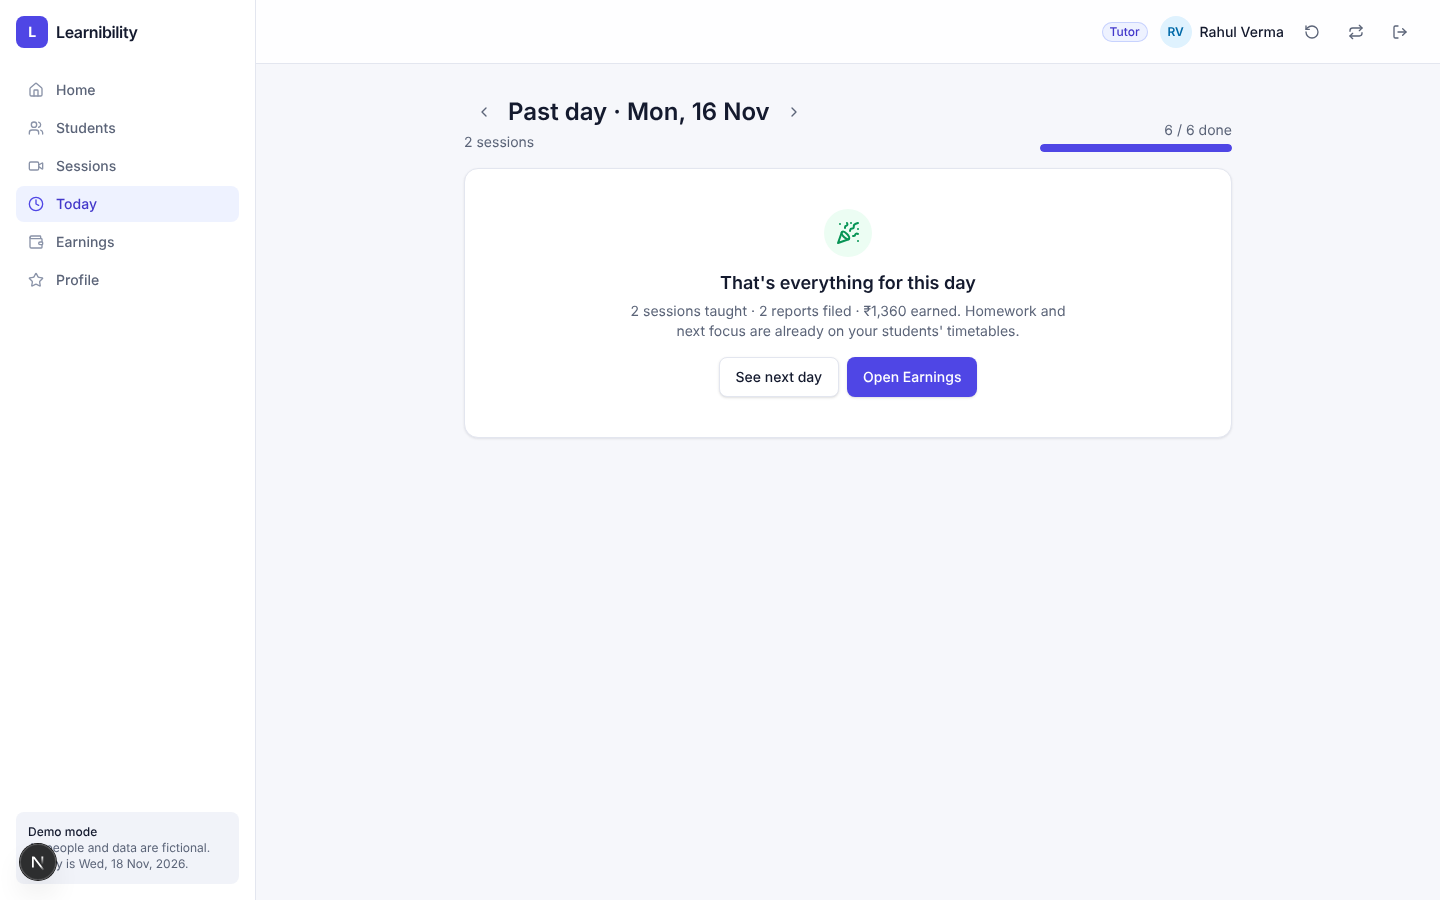 L Learnibility
Tutor RV Rahul Verma
Home
Students
Sessions
Today
Earnings
Profile
Past day · Mon, 16 Nov
2 sessions
6 / 6 done
That's everything for this day
2 sessions taught · 2 reports filed · ₹1,360 earned. Homework and
next focus are already on your students' timetables.
See next day Open Earnings
Demo mode
people and data are fictional.
is Wed, 18 Nov, 2026.
N